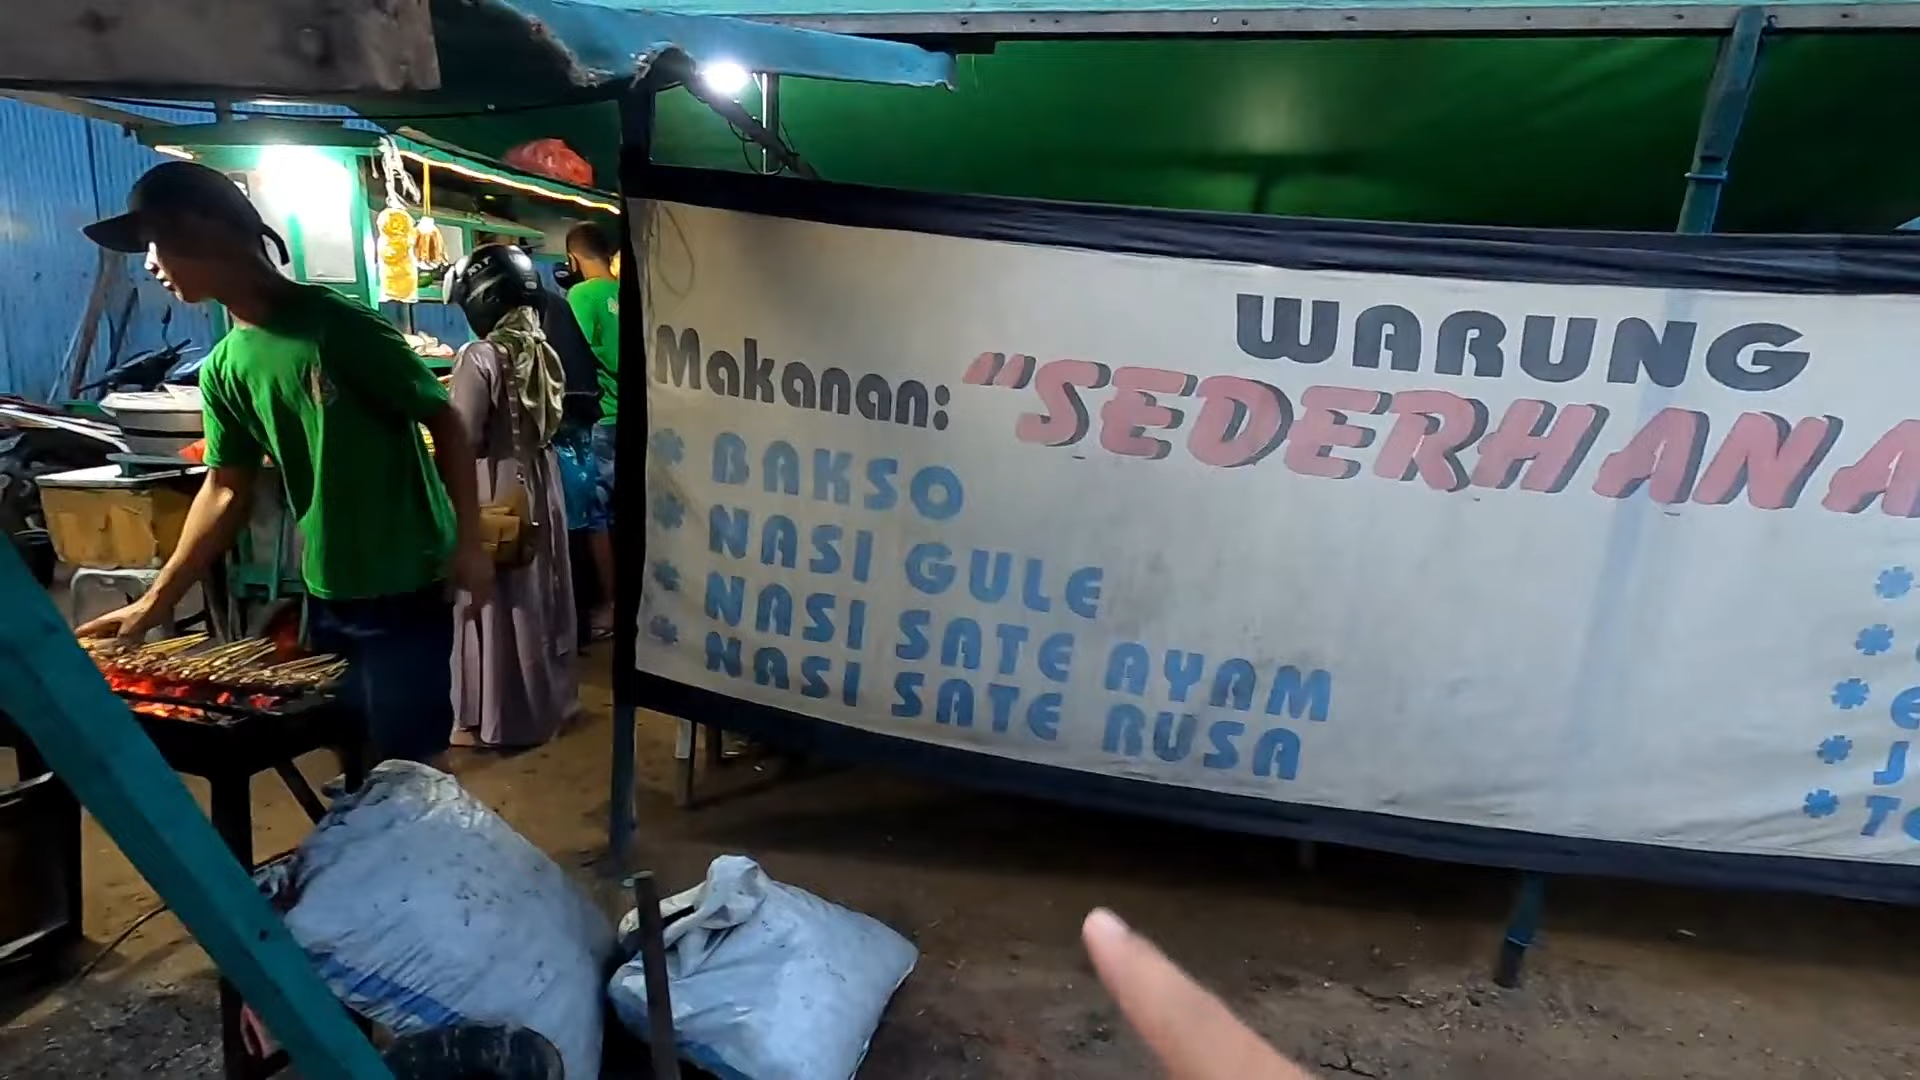 WARUNG
Makanan: "SEDERHANA
* BAKSO
* NASI GULE
* NASI SATE AYAM
* NASI SATE RUSA